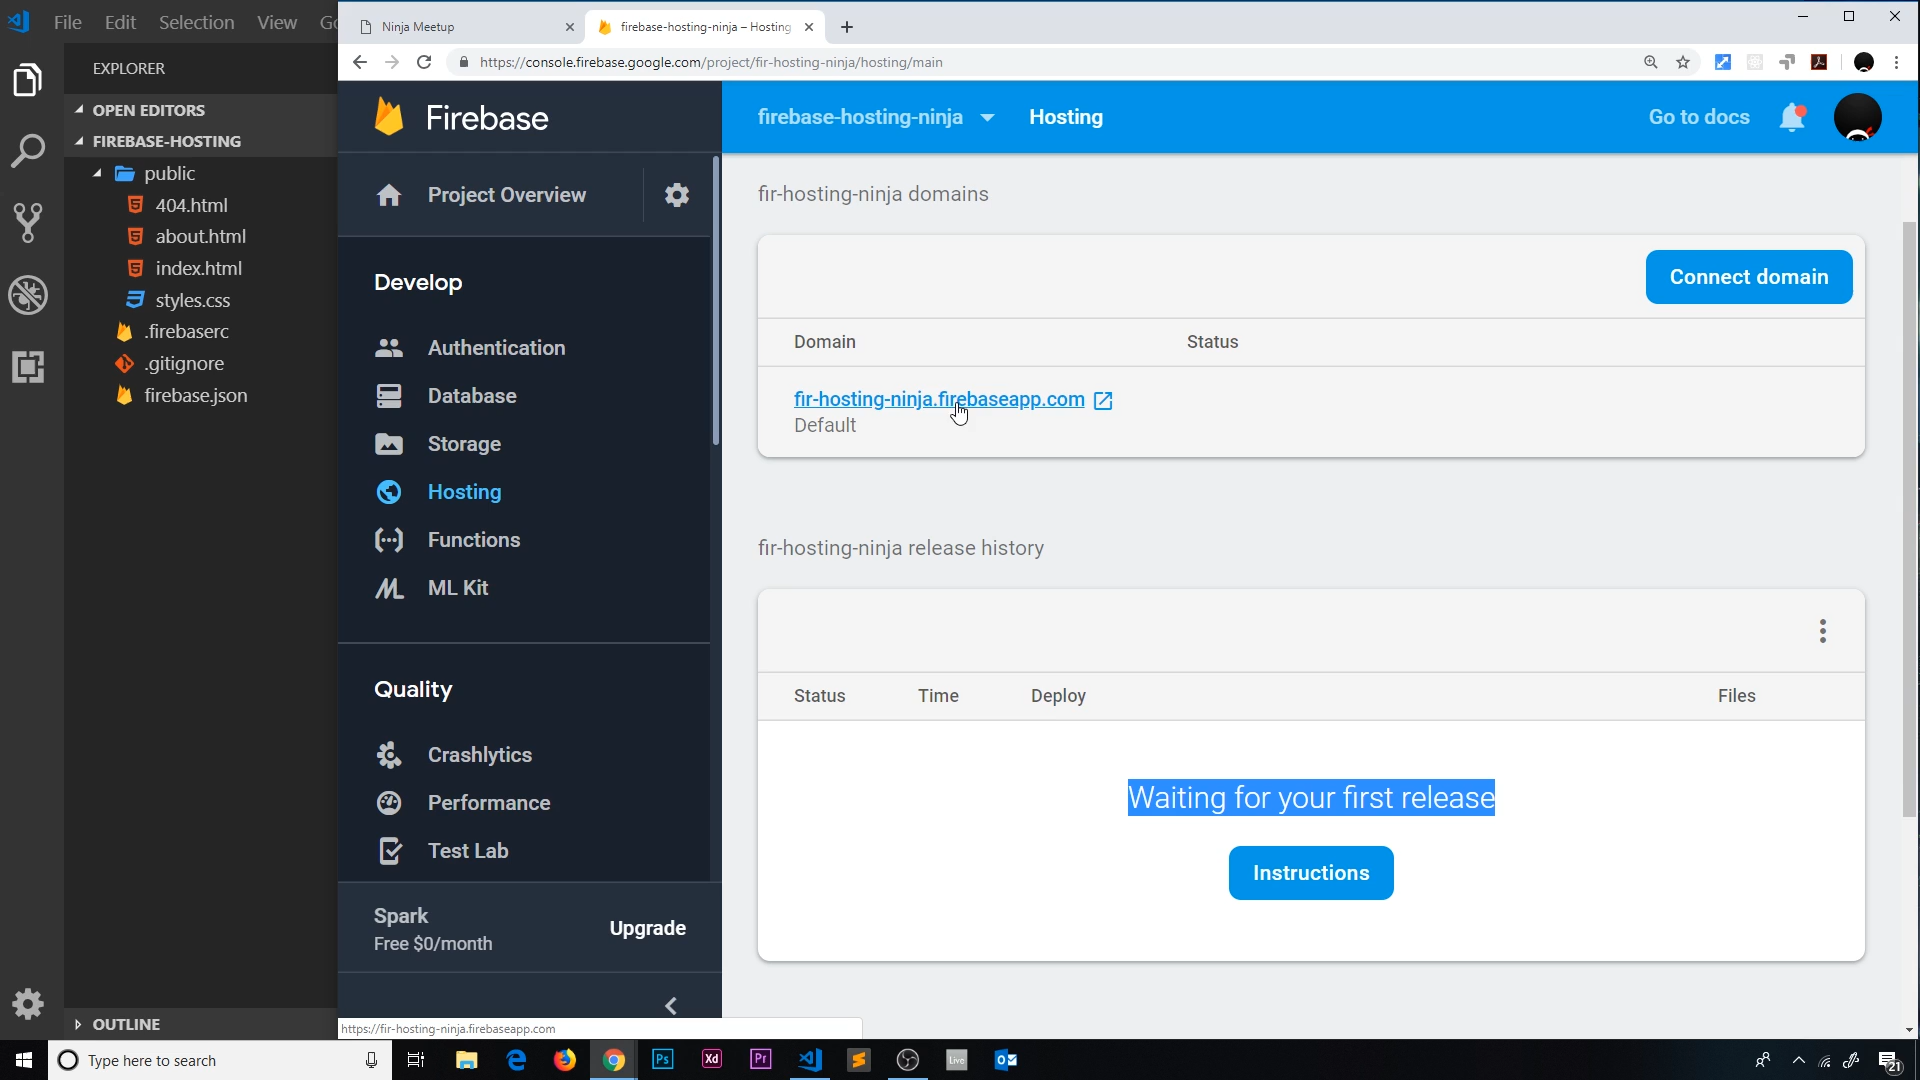 File Edit Selection View Go
EXPLORER
OPEN EDITORS
FIREBASE-HOSTING
public
404.html
about.html
index.html
styles.css
.firebaserc
.gitignore
firebase.json
OUTLINE
Ninja Meetup
firebase-hosting-ninja – Hosting
https://console.firebase.google.com/project/fir-hosting-ninja/hosting/main
Firebase
Project Overview
Develop
Authentication
Database
Storage
Hosting
Functions
ML Kit
Quality
Crashlytics
Performance
Test Lab
Spark
Free $0/month
Upgrade
https://fir-hosting-ninja.firebaseapp.com
firebase-hosting-ninja Hosting
Go to docs
fir-hosting-ninja domains
Connect domain
Domain Status
fir-hosting-ninja.firebaseapp.com
Default
fir-hosting-ninja release history
Status Time Deploy Files
Waiting for your first release
Instructions
Type here to search
Ps
Xd
Pr
Live
21